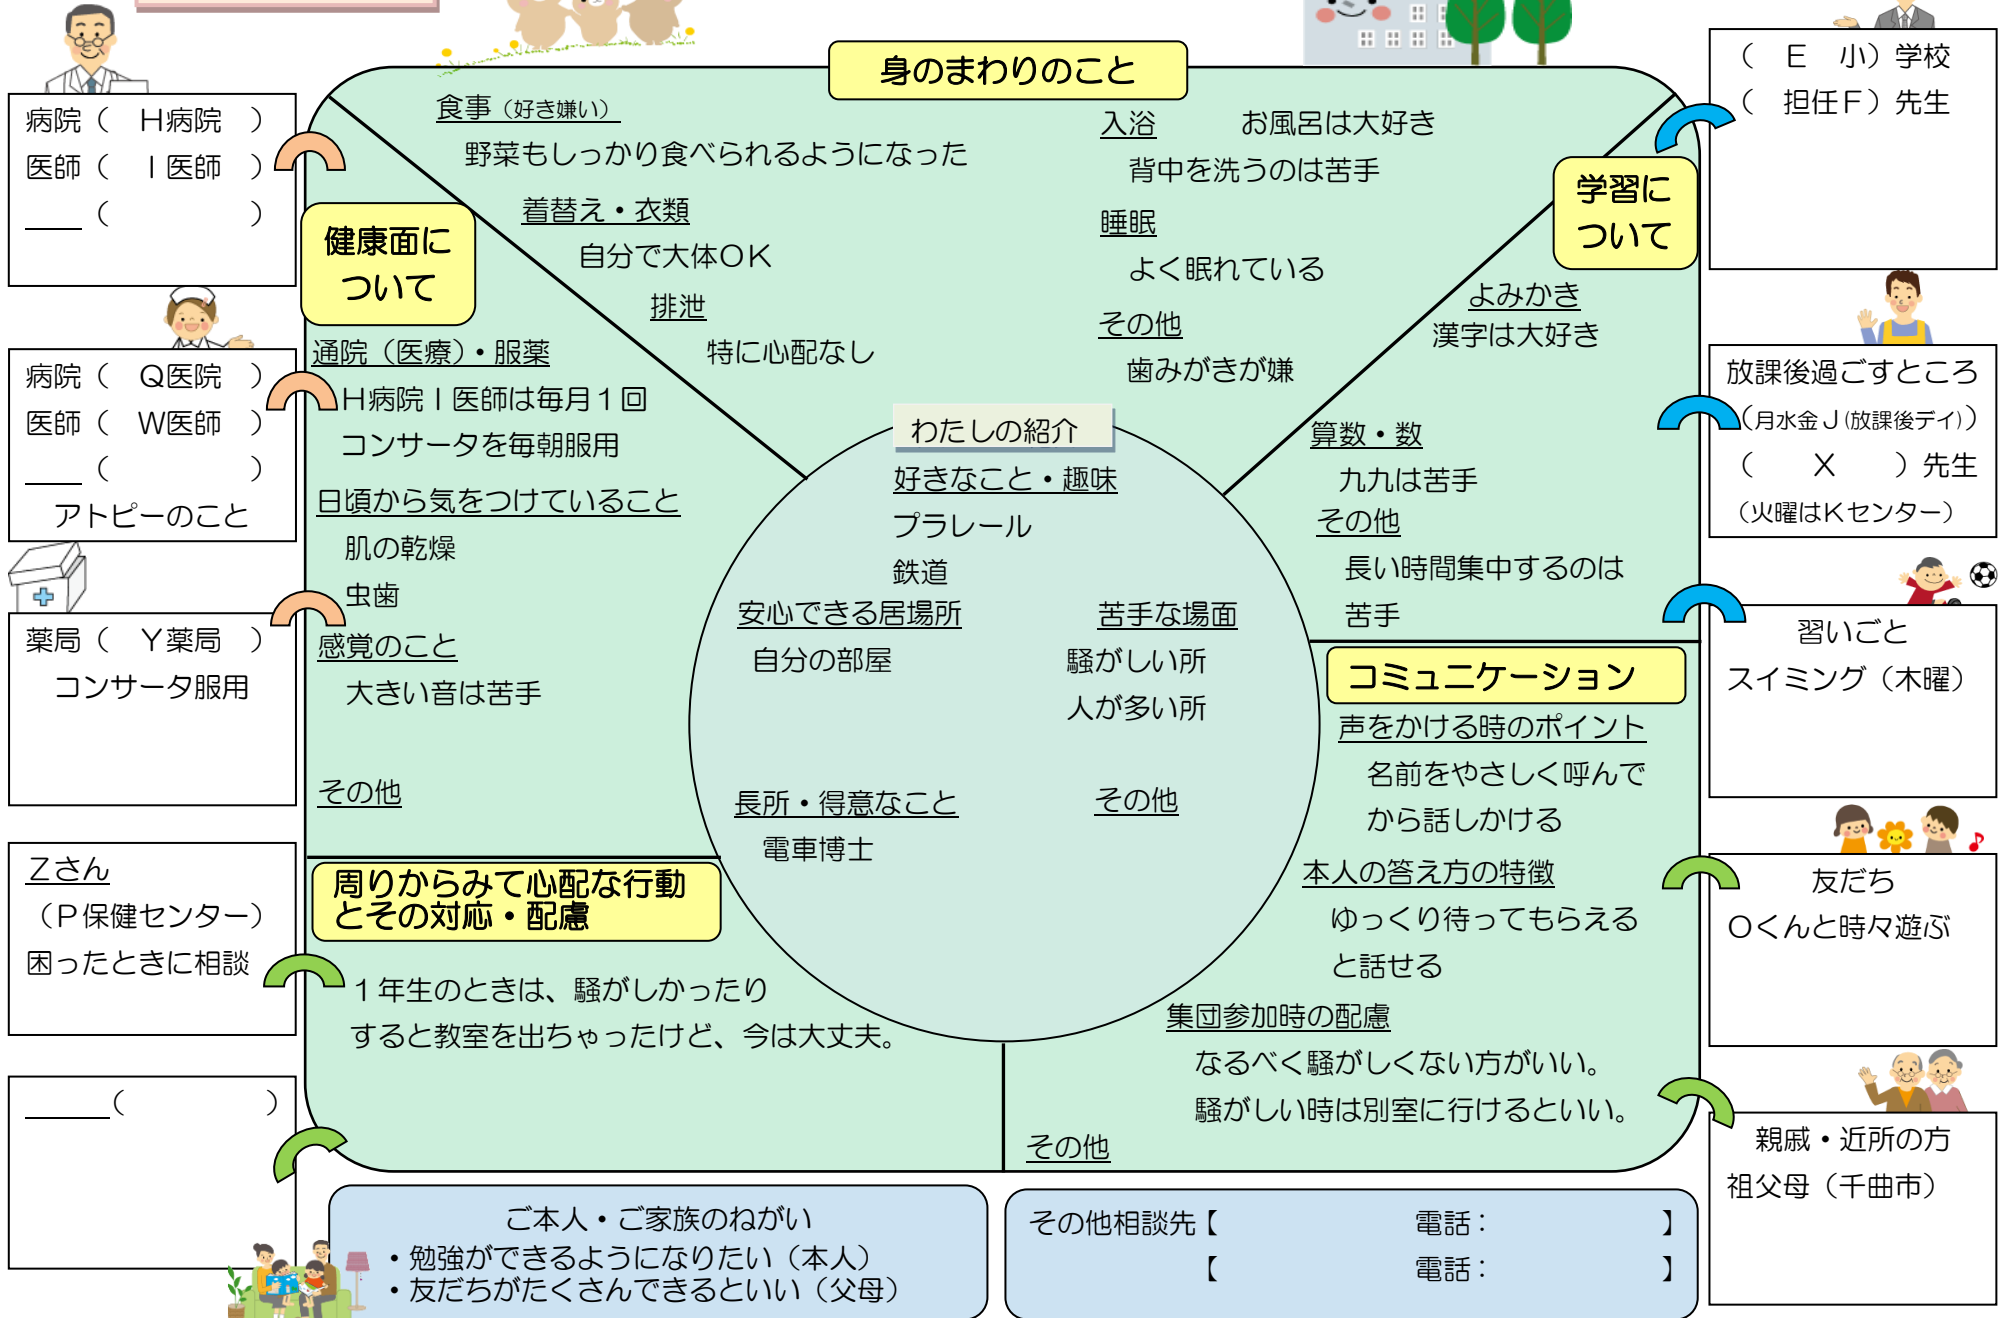 身のまわりのこと
食事（好き嫌い）
野菜もしっかり食べられるようになった
着替え・衣類
自分で大体OK
排泄
特に心配なし
入浴　お風呂は大好き
背中を洗うのは苦手
睡眠
よく眠れている
その他
歯みがきが嫌
健康面に
ついて
通院（医療）・服薬
H病院I医師は毎月１回
コンサータを毎朝服用
日頃から気をつけていること
肌の乾燥
虫歯
感覚のこと
大きい音は苦手
その他
周りからみて心配な行動
とその対応・配慮
１年生のときは、騒がしかったり
すると教室を出ちゃったけど、今は大丈夫。
わたしの紹介
好きなこと・趣味
プラレール
鉄道
安心できる居場所
自分の部屋
苦手な場面
騒がしい所
人が多い所
長所・得意なこと
電車博士
その他
学習に
ついて
よみかき
漢字は大好き
算数・数
九九は苦手
その他
長い時間集中するのは
苦手
コミュニケーション
声をかける時のポイント
名前をやさしく呼んで
から話しかける
本人の答え方の特徴
ゆっくり待ってもらえる
と話せる
集団参加時の配慮
なるべく騒がしくない方がいい。
騒がしい時は別室に行けるといい。
その他
病院（　H病院　）
医師（　I医師　）
＿＿（　　　　　）
病院（　Q医院　）
医師（　W医師　）
＿＿（　　　　　）
アトピーのこと
薬局（　Y薬局　）
コンサータ服用
Zさん
（P保健センター）
困ったときに相談
＿＿＿（　　　　　）
（　E　小）学校
（　担任F）先生
放課後過ごすところ
（月水金J(放課後デイ)）
（　　X　　）先生
（火曜はKセンター）
習いごと
スイミング（木曜）
友だち
Oくんと時々遊ぶ
親戚・近所の方
祖父母（千曲市）
ご本人・ご家族のねがい
・勉強ができるようになりたい（本人）
・友だちがたくさんできるといい（父母）
その他相談先【　　　　　　　電話：　　　　　】
【　　　　　　　電話：　　　　　】